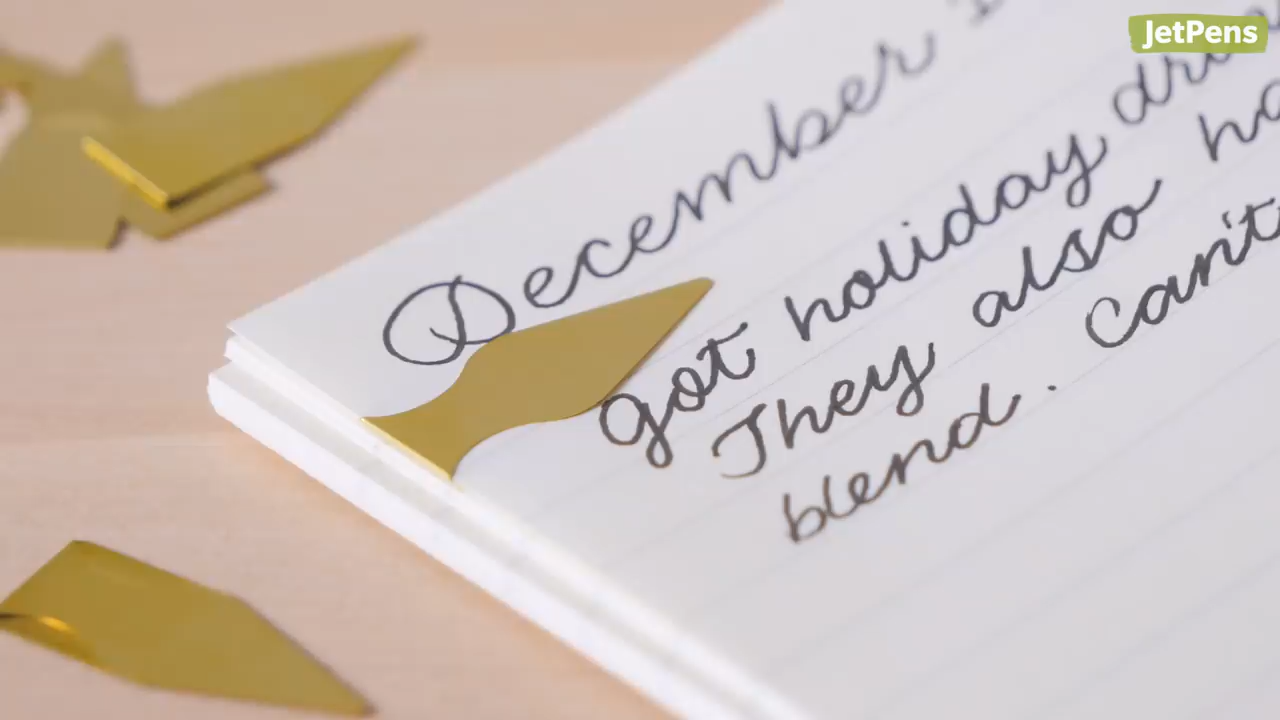 JetPens
December
Got holiday
They also
blend. Can't